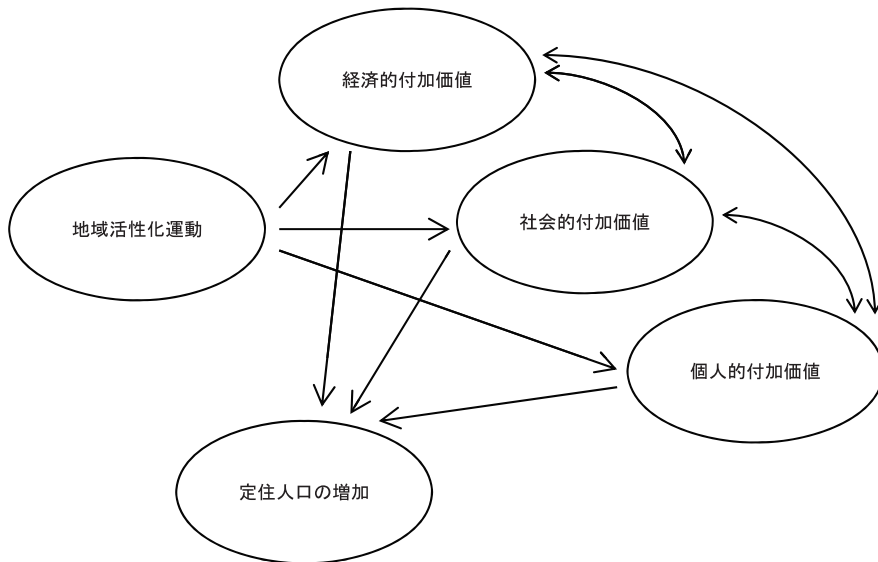 経済的付加価値
地域活性化運動
社会的付加価値
個人的付加価値
定住人口の増加